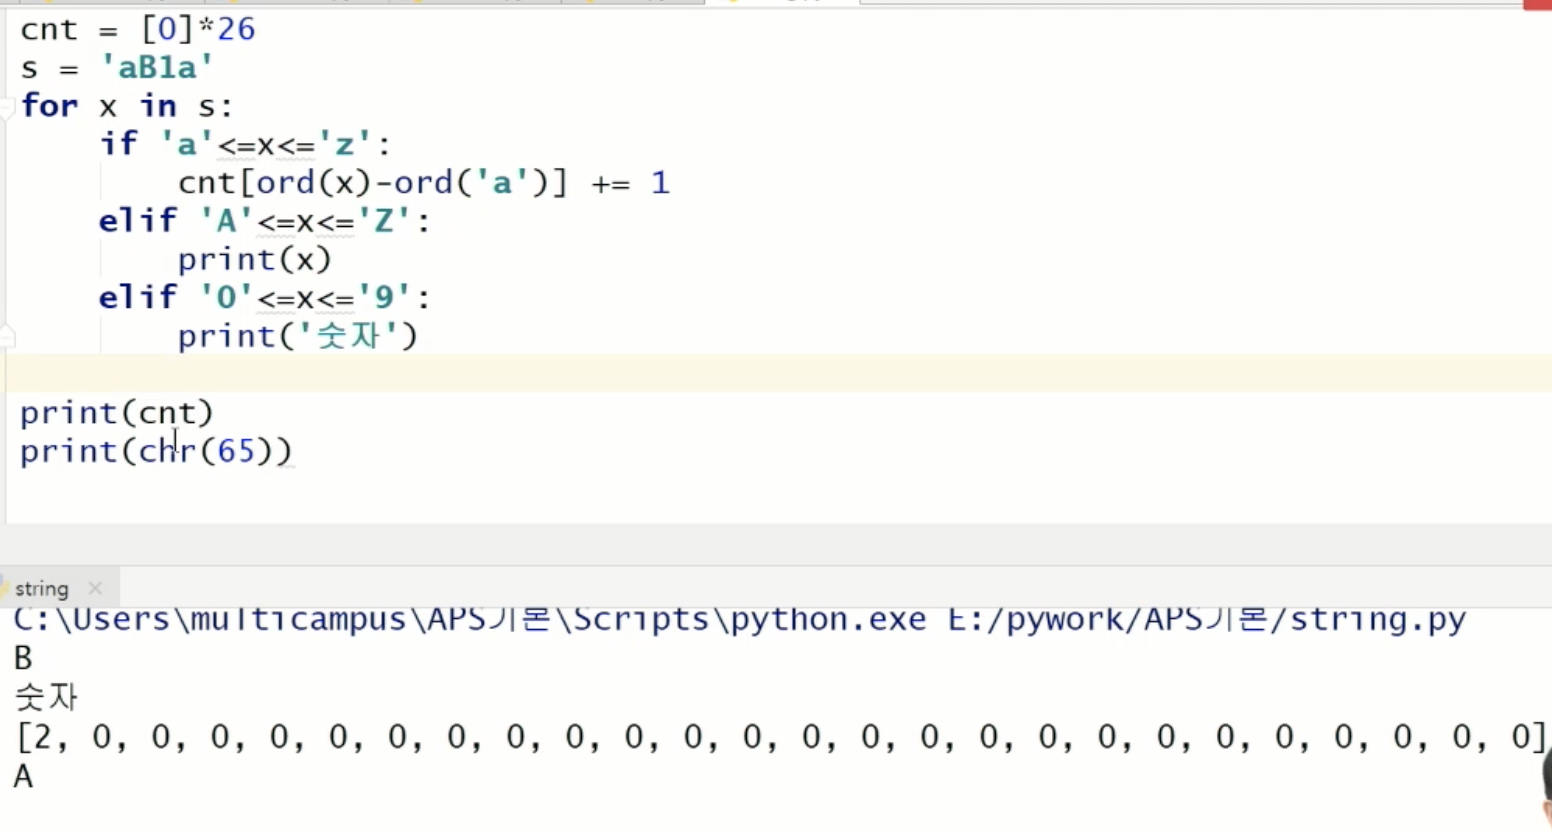 cnt = [0]*26
s = 'aB1a'
for x in s:
    if 'a'<=x<='z':
        cnt[ord(x)-ord('a')] += 1
    elif 'A'<=x<='Z':
        print(x)
    elif '0'<=x<='9':
        print('숫자')
print(cnt)
print(chr(65))
string
C:\Users\multicampus\APS기본\Scripts\python.exe E:/pywork/APS기본/string.py
B
숫자
[2, 0, 0, 0, 0, 0, 0, 0, 0, 0, 0, 0, 0, 0, 0, 0, 0, 0, 0, 0, 0, 0, 0, 0, 0, 0]
A